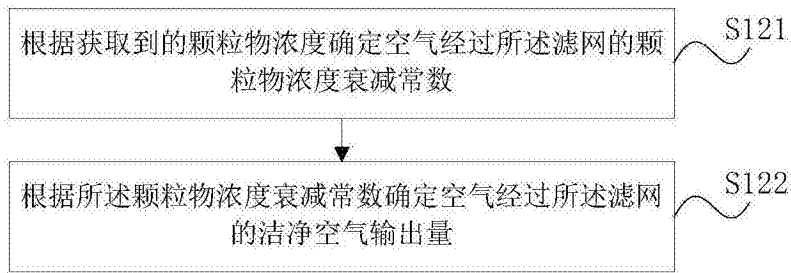 根据获取到的颗粒物浓度确定空气经过所述滤网的颗
粒物浓度衰减常数
S121
根据所述颗粒物浓度衰减常数确定空气经过所述滤网
的洁净空气输出量
S122